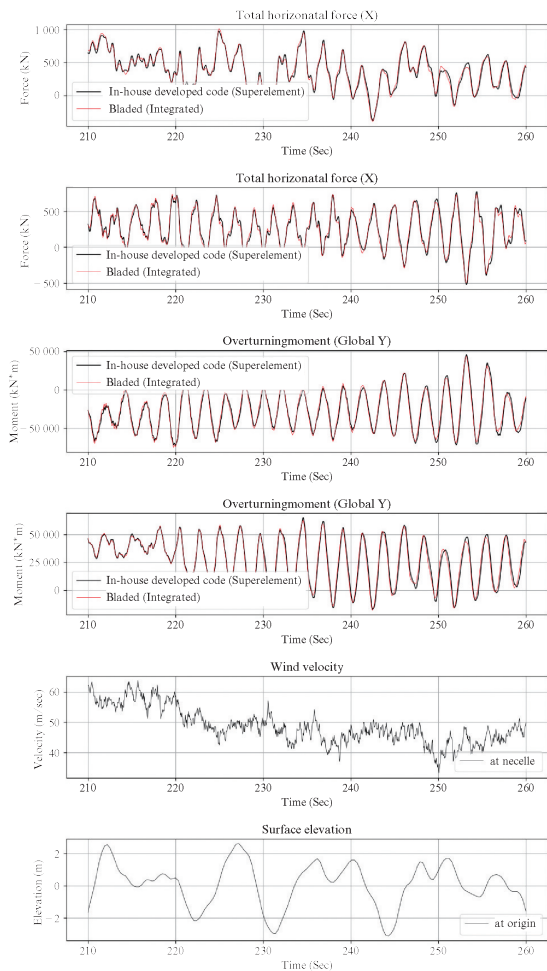 Total horizonatal force (X)
1 000
500
0
Force (kN)
In-house developed code (Superelement)
Bladed (Integrated)
210 220 230 240 250 260
Time (Sec)
Total horizonatal force (X)
500
0
− 500
Force (kN)
In-house developed code (Superelement)
Bladed (Integrated)
210 220 230 240 250 260
Time (Sec)
Overturningmoment (Global Y)
50 000
0
50 000
Moment (kN*m)
In-house developed code (Superelement)
Bladed (Integrated)
210 220 230 240 250 260
Time (Sec)
Overturningmoment (Global Y)
50 000
25 000
0
Moment (kN*m)
In-house developed code (Superelement)
Bladed (Integrated)
210 220 230 240 250 260
Time (Sec)
Wind velocity
60
50
40
Velocity (m sec)
at necelle
210 220 230 240 250 260
Time (Sec)
Surface elevation
2
0
− 2
Elevation (m)
at origin
210 220 230 240 250 260
Time (Sec)